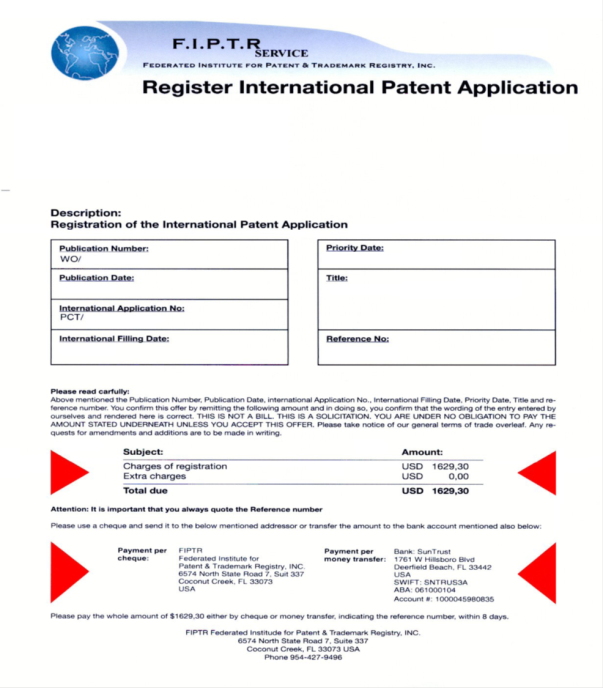 F.I.P.T.R SERVICE
FEDERATED INSTITUTE FOR PATENT & TRADEMARK REGISTRY, INC.
Register International Patent Application
Description:
Registration of the International Patent Application
Publication Number:
WO/
Publication Date:
International Application No:
PCT/
International Filling Date:
Priority Date:
Title:
Reference No:
Please read carfully:
Above mentioned the Publication Number, Publication Date, international Application No., International Filing Date, Priority Date, Title and re-
ference number. You confirm this offer by remitting the following amount and in doing so, you confirm that the wording of the entry entered by
ourselves and rendered here is correct. THIS IS NOT A BILL. THIS IS A SOLICITATION. YOU ARE UNDER NO OBLIGATION TO PAY THE
AMOUNT STATED UNDERNEATH UNLESS YOU ACCEPT THIS OFFER. Please take notice of our general terms of trade overleaf. Any re-
quests for amendments and additions are to be made in writing.
Subject: Amount:
Charges of registration USD 1629,30
Extra charges USD 0,00
Total due USD 1629,30
Attention: It is important that you always quote the Reference number
Please use a cheque and send it to the below mentioned addressor or transfer the amount to the bank account mentioned also below:
Payment per
cheque:
FIPTR
Federated Institute for
Patent & Trademark Registry, INC.
6574 North State Road 7, Suit 337
Coconut Creek, FL 33073
USA
Payment per
money transfer:
Bank: SunTrust
1761 W Hillsboro Blvd
Deerfield Beach, FL 33442
USA
SWIFT: SNTRUS3A
ABA: 061000104
Account #: 1000045980835
Please pay the whole amount of $1629,30 either by cheque or money transfer, indicating the reference number, within 8 days.
FIPTR Federated Institude for Patent & Trademark Registry, INC.
6574 North State Road 7, Suite 337
Coconut Creek, FL 33073 USA
Phone 954-427-9496